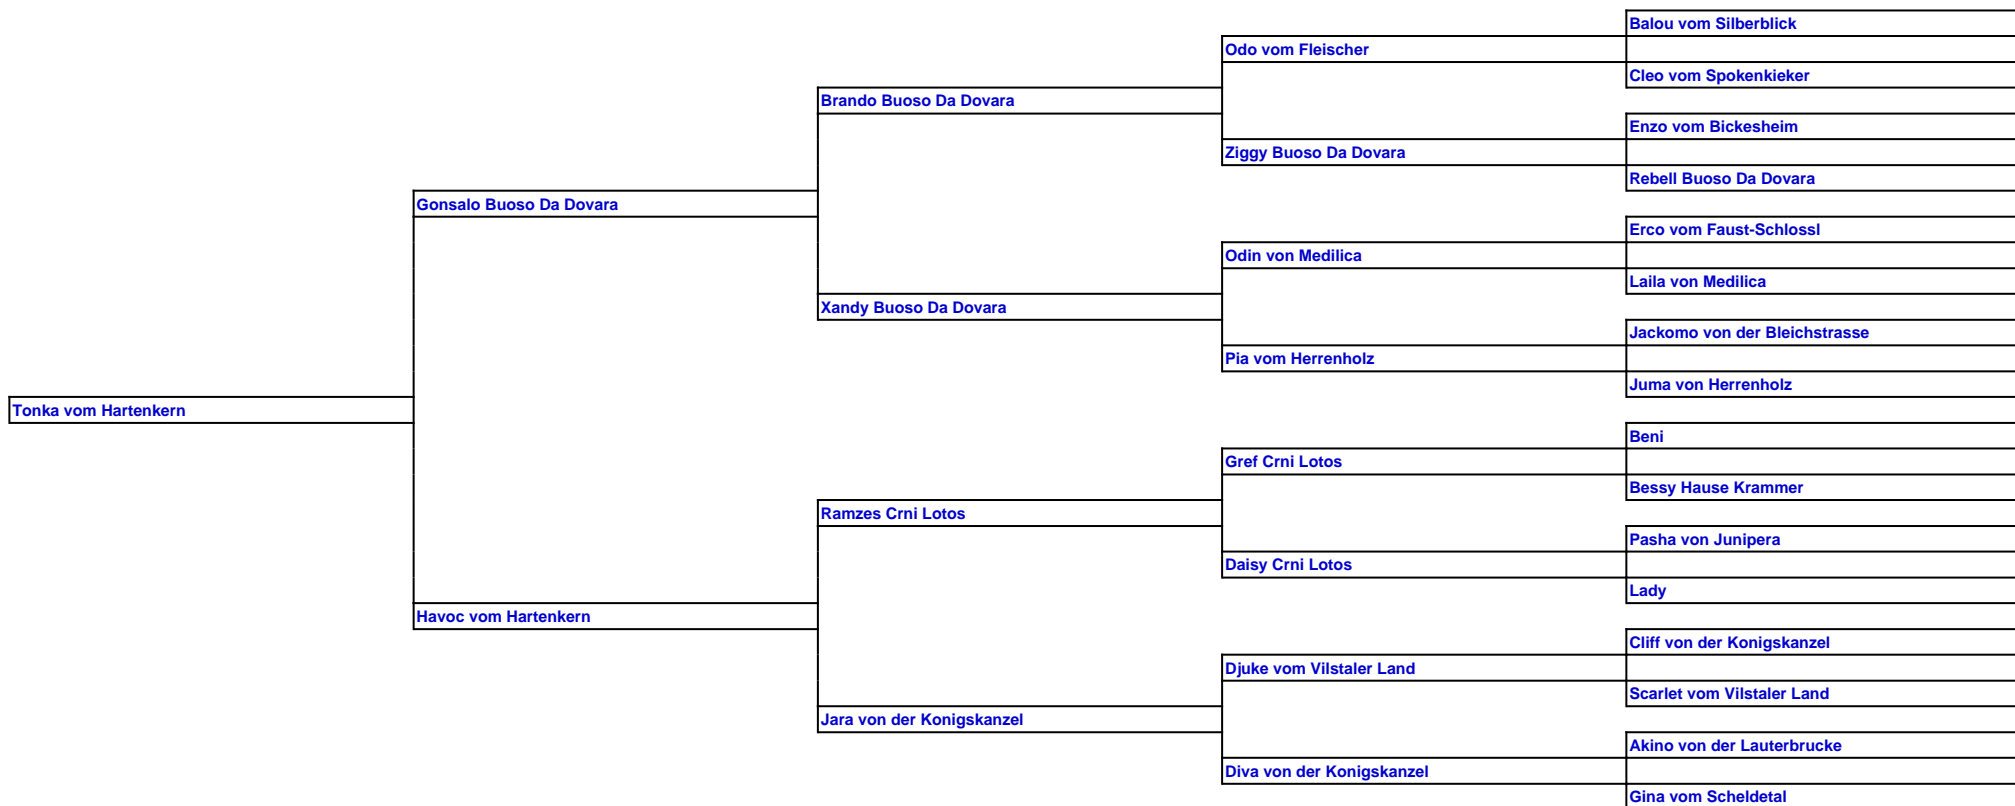 Balou vom Silberblick
Odo vom Fleischer
Cleo vom Spokenkieker
Brando Buoso Da Dovara
Enzo vom Bickesheim
Ziggy Buoso Da Dovara
Rebell Buoso Da Dovara
Gonsalo Buoso Da Dovara
Erco vom Faust-Schlossl
Odin von Medilica
Laila von Medilica
Xandy Buoso Da Dovara
Jackomo von der Bleichstrasse
Pia vom Herrenholz
Juma von Herrenholz
Tonka vom Hartenkern
Beni
Gref Crni Lotos
Bessy Hause Krammer
Ramzes Crni Lotos
Pasha von Junipera
Daisy Crni Lotos
Lady
Havoc vom Hartenkern
Cliff von der Konigskanzel
Djuke vom Vilstaler Land
Scarlet vom Vilstaler Land
Jara von der Konigskanzel
Akino von der Lauterbrucke
Diva von der Konigskanzel
Gina vom Scheldetal